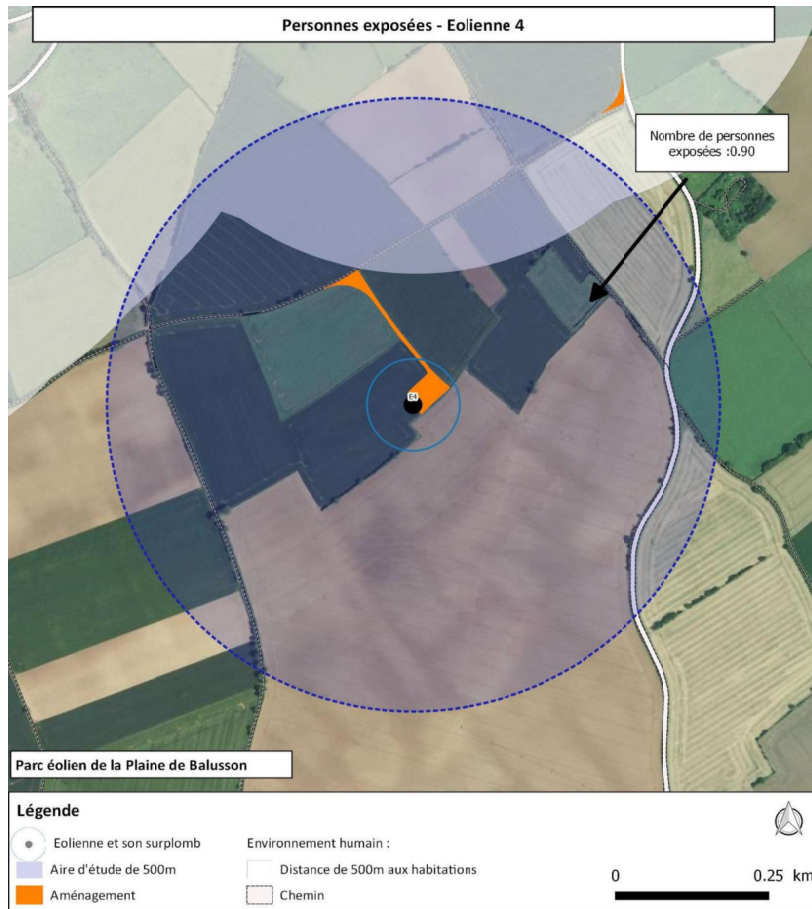 Personnes exposées - Eolienne 4
Nombre de personnes
exposées :0.90
E4
Parc éolien de la Plaine de Balusson
Légende
Eolienne et son surplomb
Aire d'étude de 500m
Aménagement
Environnement humain :
Distance de 500m aux habitations
Chemin
0 0.25 km